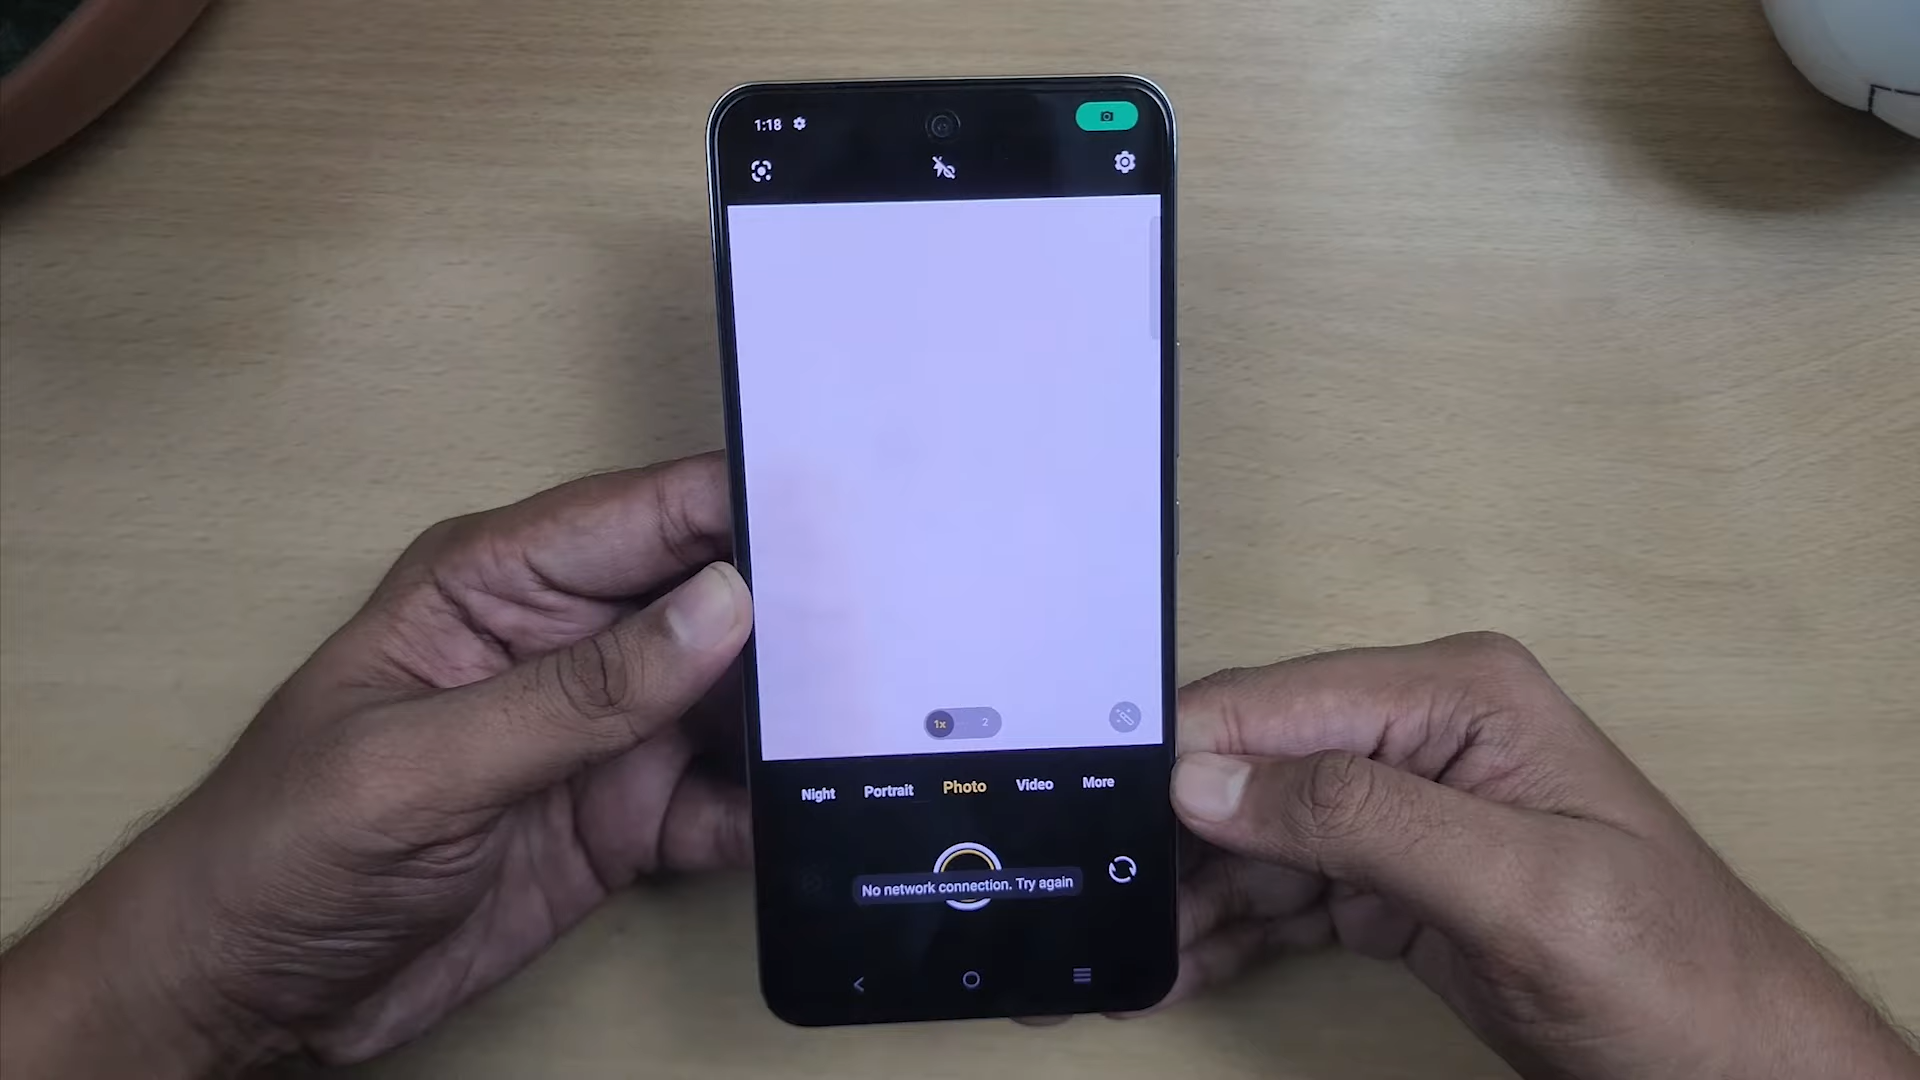 1:18
1x 2
Night Portrait Photo Video More
No network connection. Try again